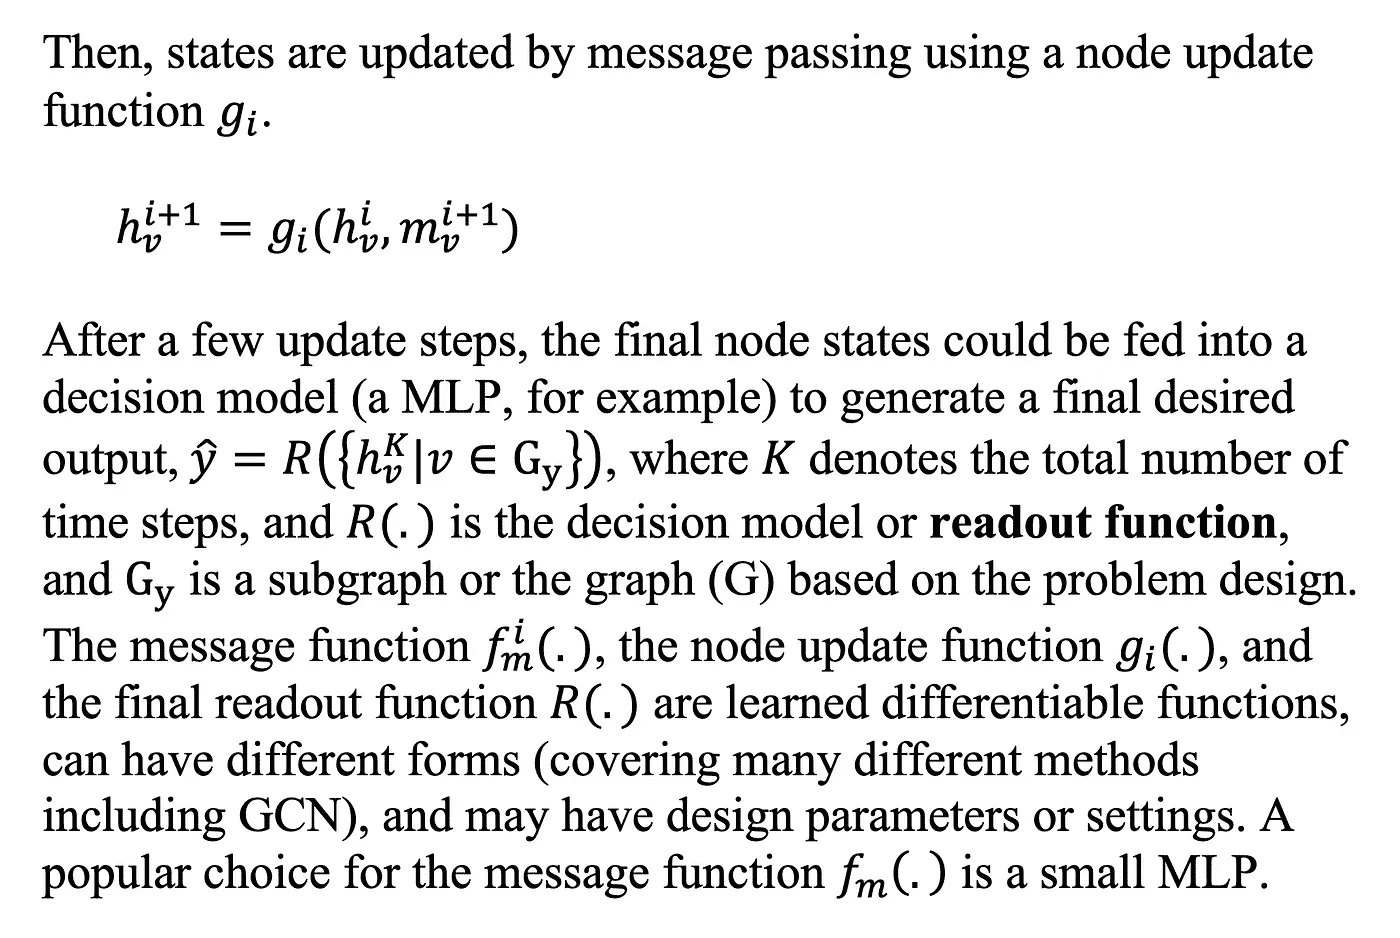 Then, states are updated by message passing using a node update
function $g_i$.
$h_v^{i+1} = g_i(h_v^i, m_v^{i+1})$
After a few update steps, the final node states could be fed into a
decision model (a MLP, for example) to generate a final desired
output, $\hat{y} = R(\{h_v^K | v \in G_y\})$, where $K$ denotes the total number of
time steps, and $R(.)$ is the decision model or readout function,
and $G_y$ is a subgraph or the graph (G) based on the problem design.
The message function $f_m^i(.)$, the node update function $g_i(.)$, and
the final readout function $R(.)$ are learned differentiable functions,
can have different forms (covering many different methods
including GCN), and may have design parameters or settings. A
popular choice for the message function $f_m(.)$ is a small MLP.